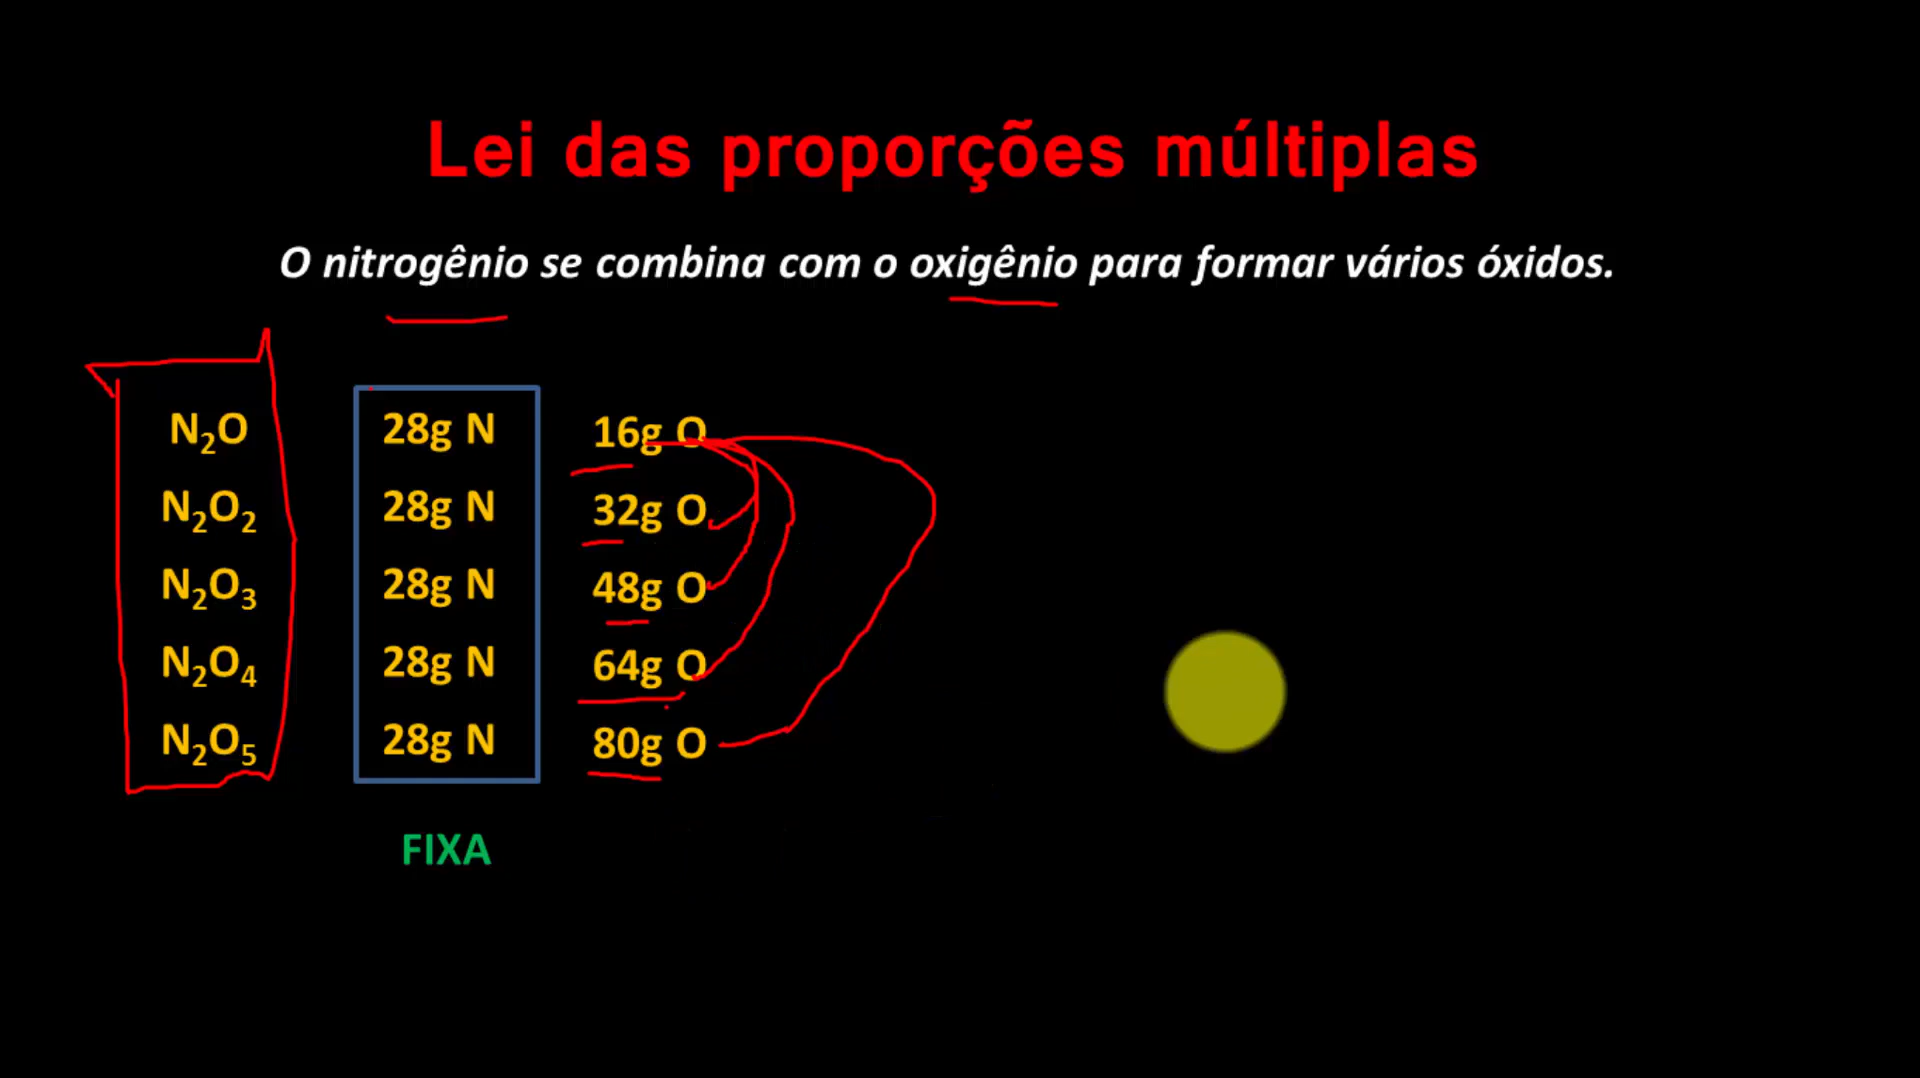 Lei das proporções múltiplas
O nitrogênio se combina com o oxigênio para formar vários óxidos.
N₂O 28g N 16g O
N₂O₂ 28g N 32g O
N₂O₃ 28g N 48g O
N₂O₄ 28g N 64g O
N₂O₅ 28g N 80g O
FIXA